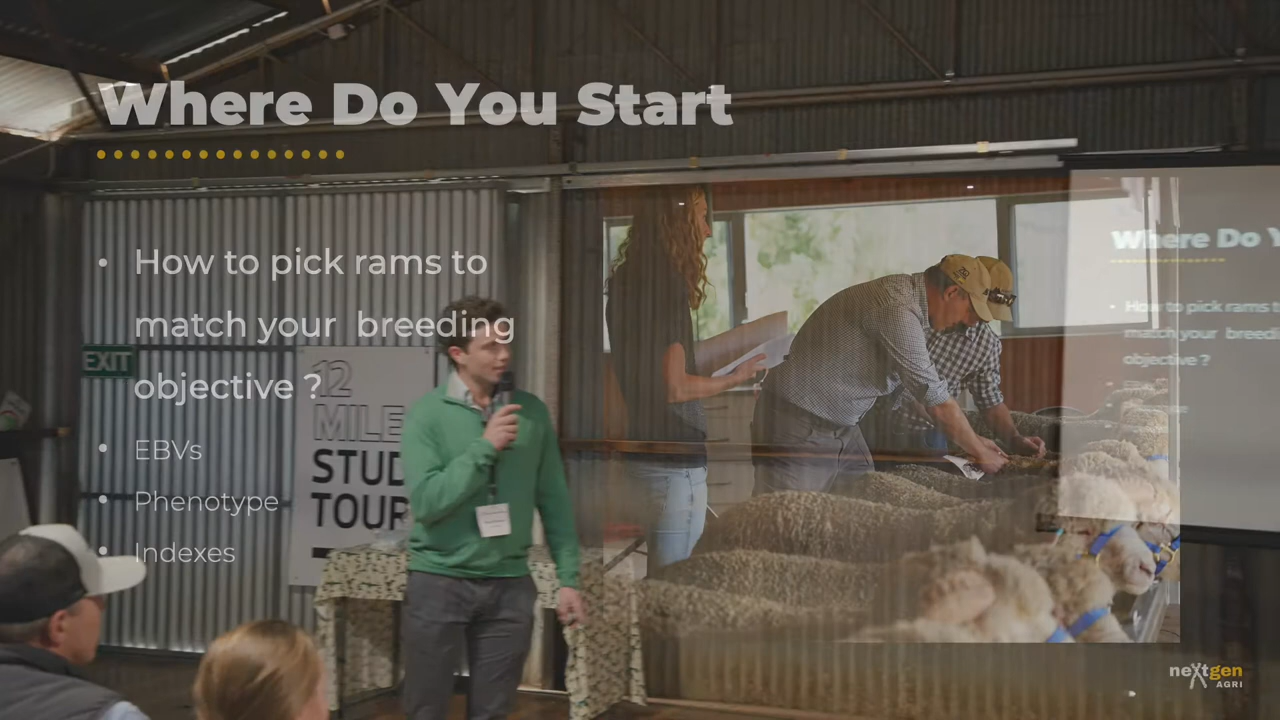 Where Do You Start
• How to pick rams to
match your breeding
objective ?
• EBVs
• Phenotype
• Indexes
EXIT
12
MILE
STUD
TOUR
Where Do Y
• How to pick rams t
match your breedi
objective ?
nextgen
AGRI